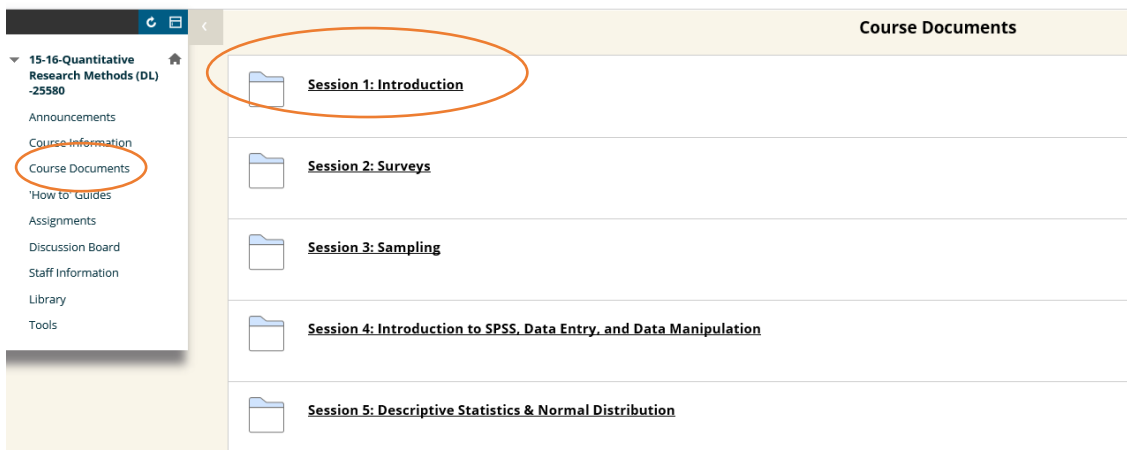 15-16-Quantitative
Research Methods (DL)
-25580
Announcements
Course Information
Course Documents
'How to' Guides
Assignments
Discussion Board
Staff Information
Library
Tools
Course Documents
Session 1: Introduction
Session 2: Surveys
Session 3: Sampling
Session 4: Introduction to SPSS, Data Entry, and Data Manipulation
Session 5: Descriptive Statistics & Normal Distribution